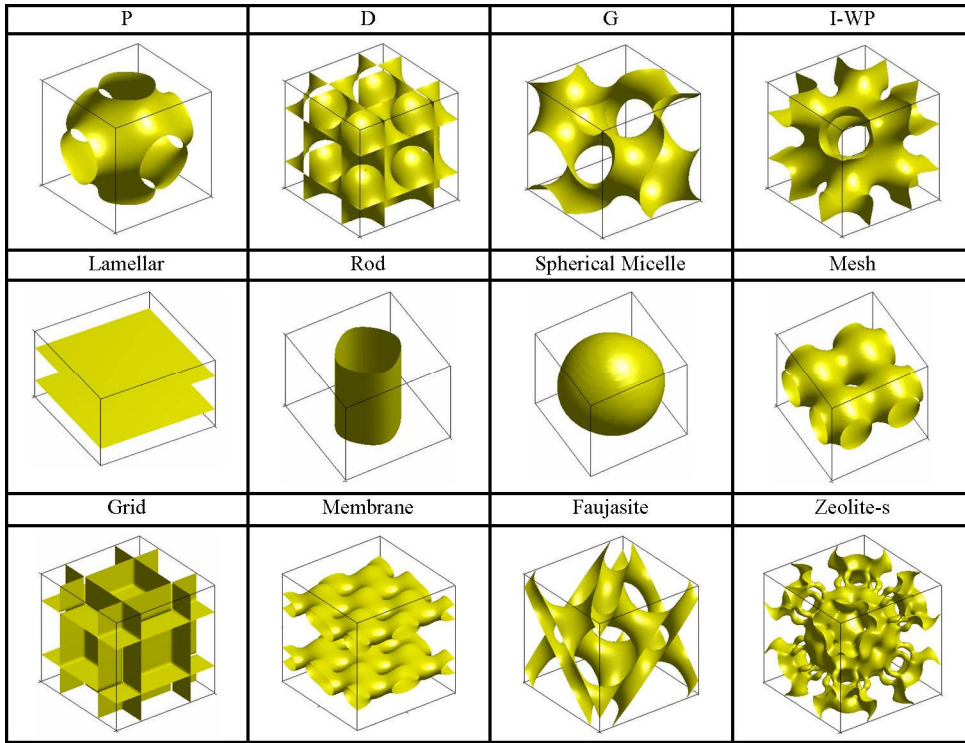 P
D
G
I-WP
Lamellar
Rod
Spherical Micelle
Mesh
Grid
Membrane
Faujasite
Zeolite-s